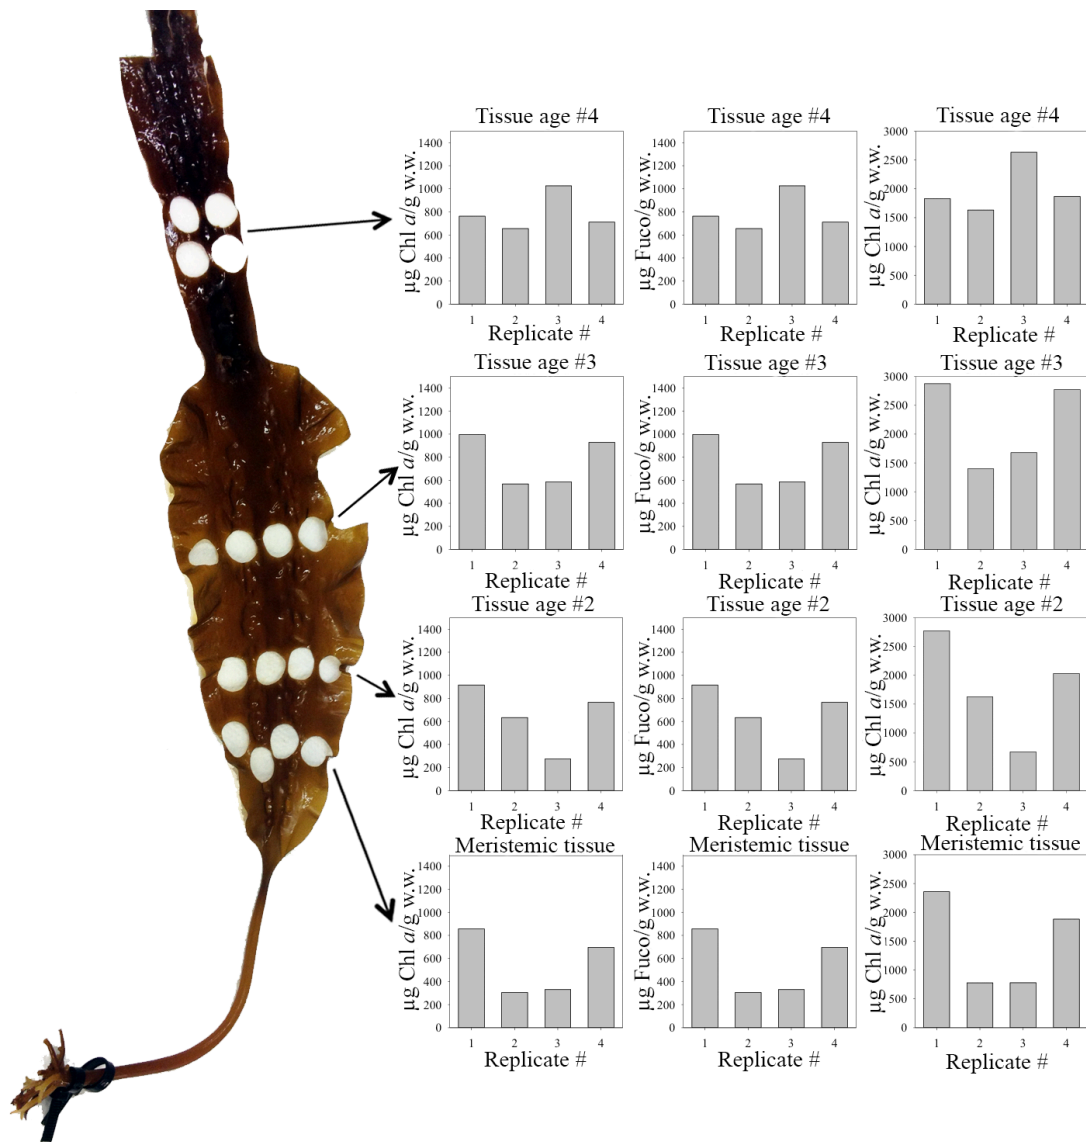 Tissue age #4
µg Chl a/g w.w.
1400
1200
1000
800
600
400
200
0
1 2 3 4
Replicate #
Tissue age #4
µg Fuco/g w.w.
1400
1200
1000
800
600
400
200
0
1 2 3 4
Replicate #
Tissue age #4
µg Chl a/g w.w.
3000
2500
2000
1500
1000
500
0
1 2 3 4
Replicate #
Tissue age #3
µg Chl a/g w.w.
1400
1200
1000
800
600
400
200
0
1 2 3 4
Replicate #
Tissue age #3
µg Fuco/g w.w.
1400
1200
1000
800
600
400
200
0
1 2 3 4
Replicate #
Tissue age #3
µg Chl a/g w.w.
3000
2500
2000
1500
1000
500
0
1 2 3 4
Replicate #
Tissue age #2
µg Chl a/g w.w.
1400
1200
1000
800
600
400
200
0
1 2 3 4
Replicate #
Tissue age #2
µg Fuco/g w.w.
1400
1200
1000
800
600
400
200
0
1 2 3 4
Replicate #
Tissue age #2
µg Chl a/g w.w.
3000
2500
2000
1500
1000
500
0
1 2 3 4
Replicate #
Meristemic tissue
µg Chl a/g w.w.
1400
1200
1000
800
600
400
200
0
1 2 3 4
Replicate #
Meristemic tissue
µg Fuco/g w.w.
1400
1200
1000
800
600
400
200
0
1 2 3 4
Replicate #
Meristemic tissue
µg Chl a/g w.w.
3000
2500
2000
1500
1000
500
0
1 2 3 4
Replicate #